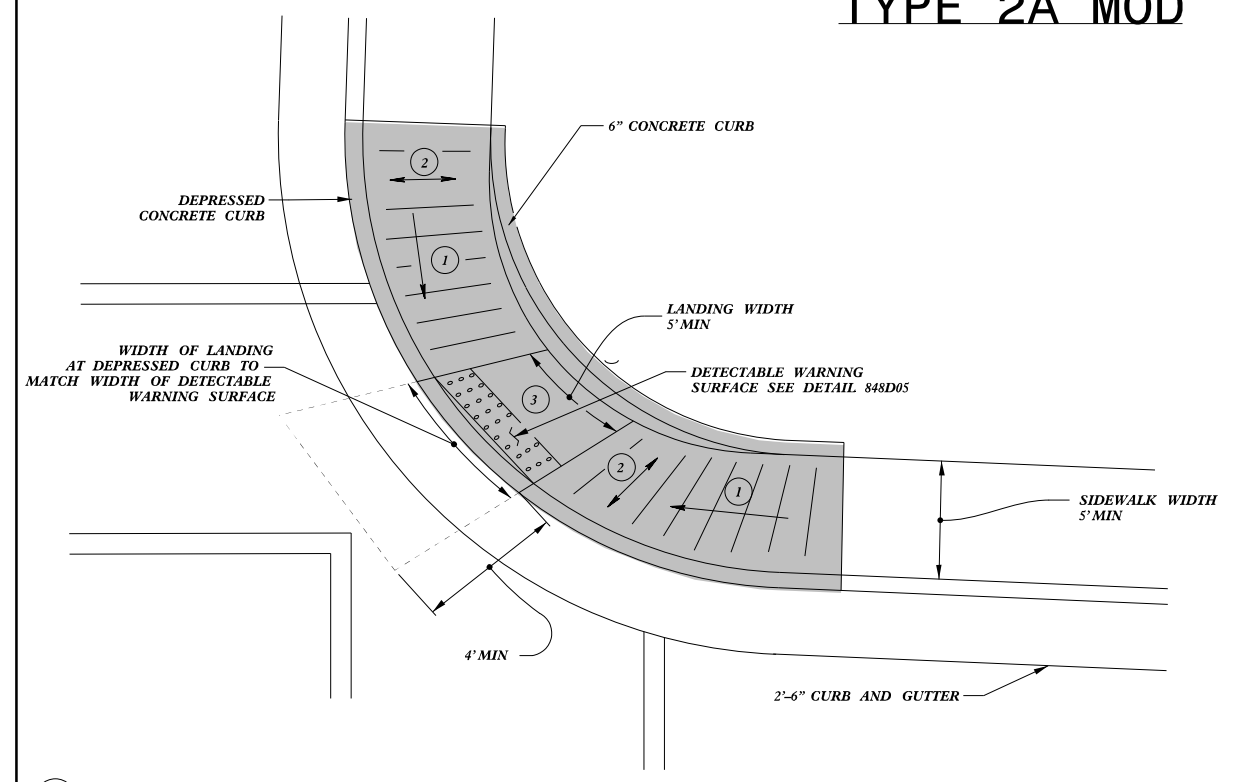 TYPE 2A MOD
6” CONCRETE CURB
2
DEPRESSED
CONCRETE CURB
1
LANDING WIDTH
5’ MIN
WIDTH OF LANDING
AT DEPRESSED CURB TO
MATCH WIDTH OF DETECTABLE
WARNING SURFACE
DETECTABLE WARNING
SURFACE SEE DETAIL 848D05
3
2
1
SIDEWALK WIDTH
5’ MIN
4’ MIN
2’–6” CURB AND GUTTER